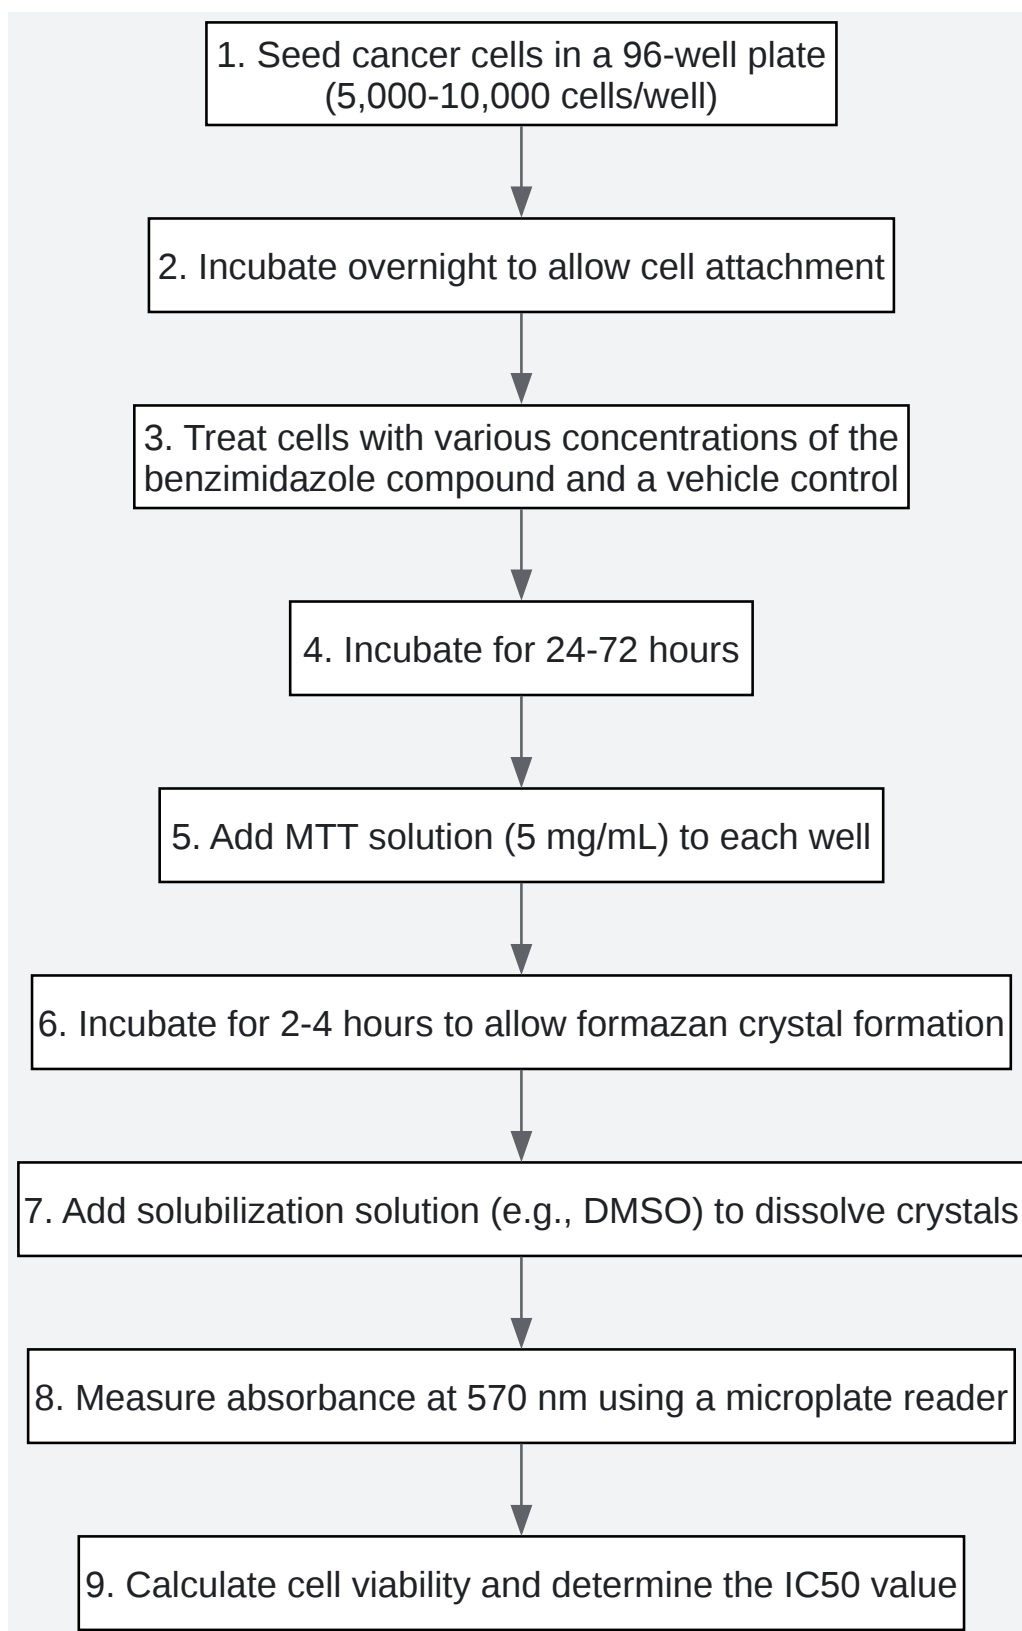 1. Seed cancer cells in a 96-well plate
(5,000-10,000 cells/well)
2. Incubate overnight to allow cell attachment
3. Treat cells with various concentrations of the
benzimidazole compound and a vehicle control
4. Incubate for 24-72 hours
5. Add MTT solution (5 mg/mL) to each well
6. Incubate for 2-4 hours to allow formazan crystal formation
7. Add solubilization solution (e.g., DMSO) to dissolve crystals
8. Measure absorbance at 570 nm using a microplate reader
9. Calculate cell viability and determine the IC50 value